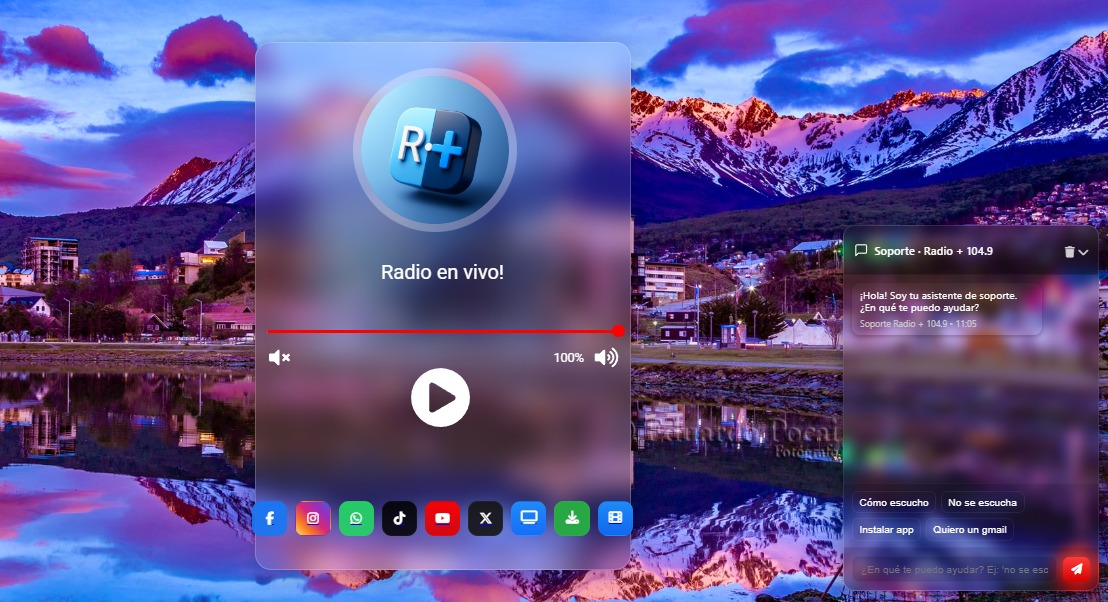 R·+
Radio en vivo!
100%
Soporte · Radio + 104.9
¡Hola! Soy tu asistente de soporte.
¿En qué te puedo ayudar?
Soporte Radio + 104.9 • 11:05
Cómo escucho
No se escucha
Instalar app
Quiero un gmail
¿En qué te puedo ayudar? Ej: 'no se esc